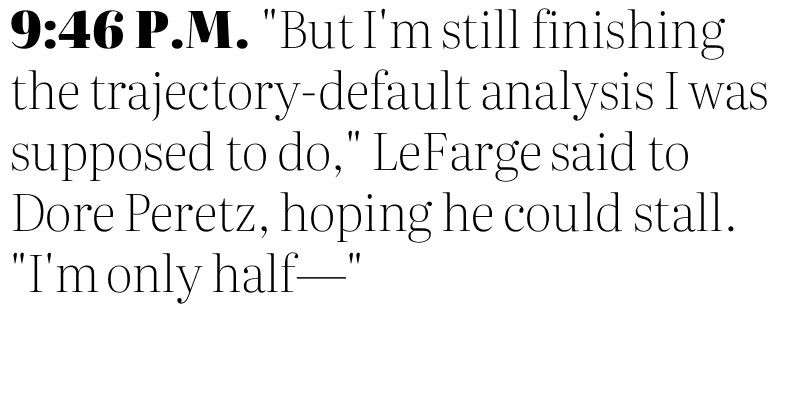 9:46 P.M. "But I'm still finishing
the trajectory-default analysis I was
supposed to do," LeFarge said to
Dore Peretz, hoping he could stall.
"I'm only half—"